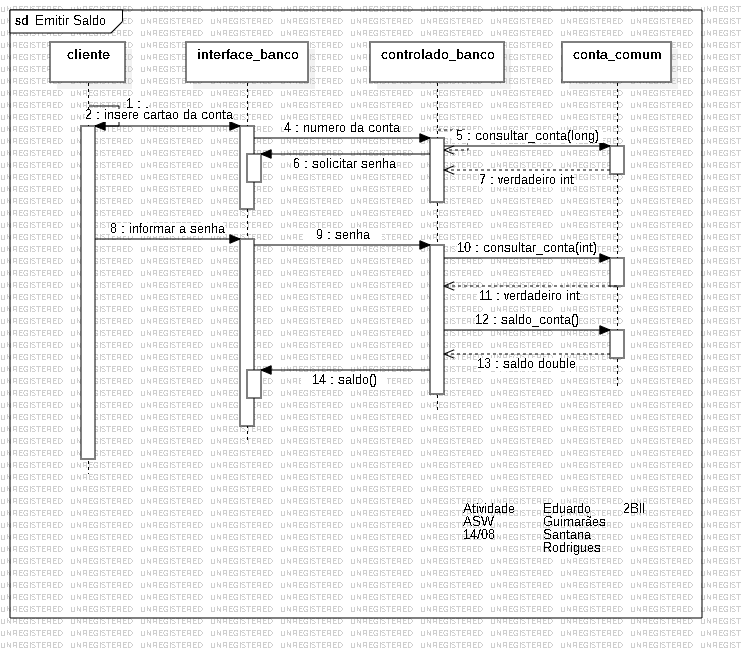 sd Emitir Saldo
cliente
interface_banco
controlado_banco
conta_comum
1 : .
2 : insere cartao da conta
4 : numero da conta
5 : consultar_conta(long)
6 : solicitar senha
7 : verdadeiro int
8 : informar a senha
9 : senha
10 : consultar_conta(int)
11 : verdadeiro int
12 : saldo_conta()
13 : saldo double
14 : saldo()
Atividade
ASW
14/08
Eduardo
Guimarães
Santana
Rodrigues
2BII
UNREGISTERED